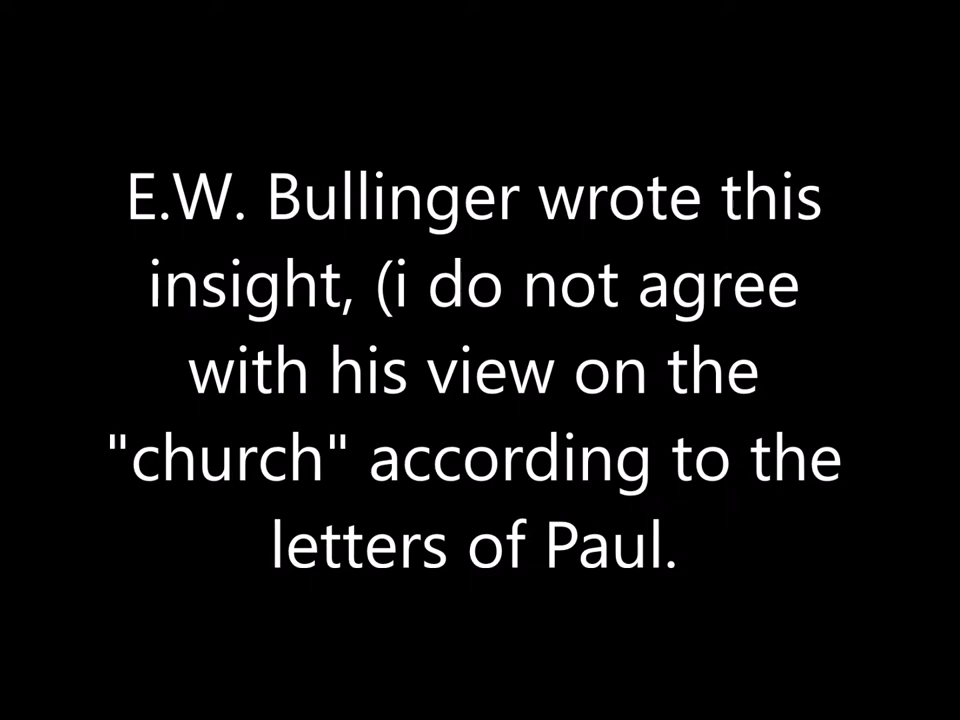 E.W. Bullinger wrote this
insight, (i do not agree
with his view on the
"church" according to the
letters of Paul.